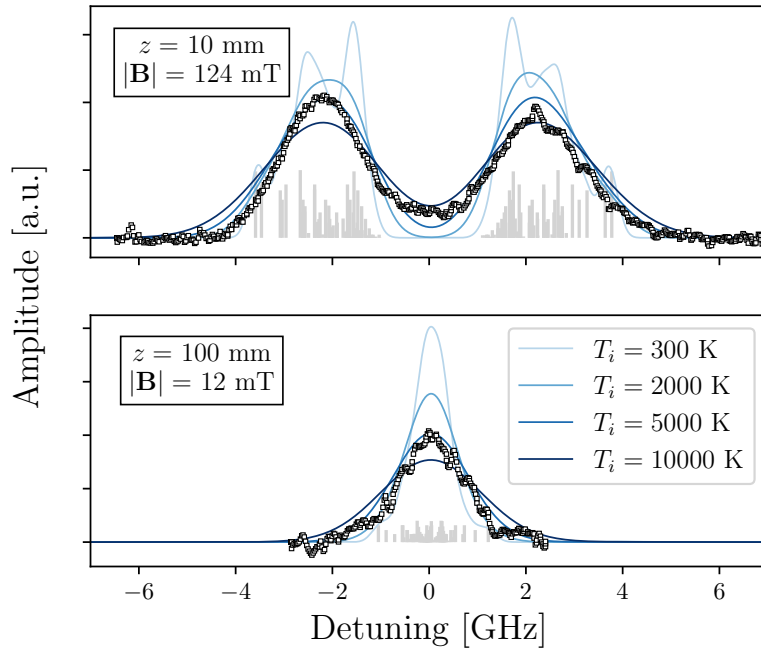 z = 10 mm
|B| = 124 mT
z = 100 mm
|B| = 12 mT
T_i = 300 K
T_i = 2000 K
T_i = 5000 K
T_i = 10000 K
Amplitude [a.u.]
−6 −4 −2 0 2 4 6
Detuning [GHz]